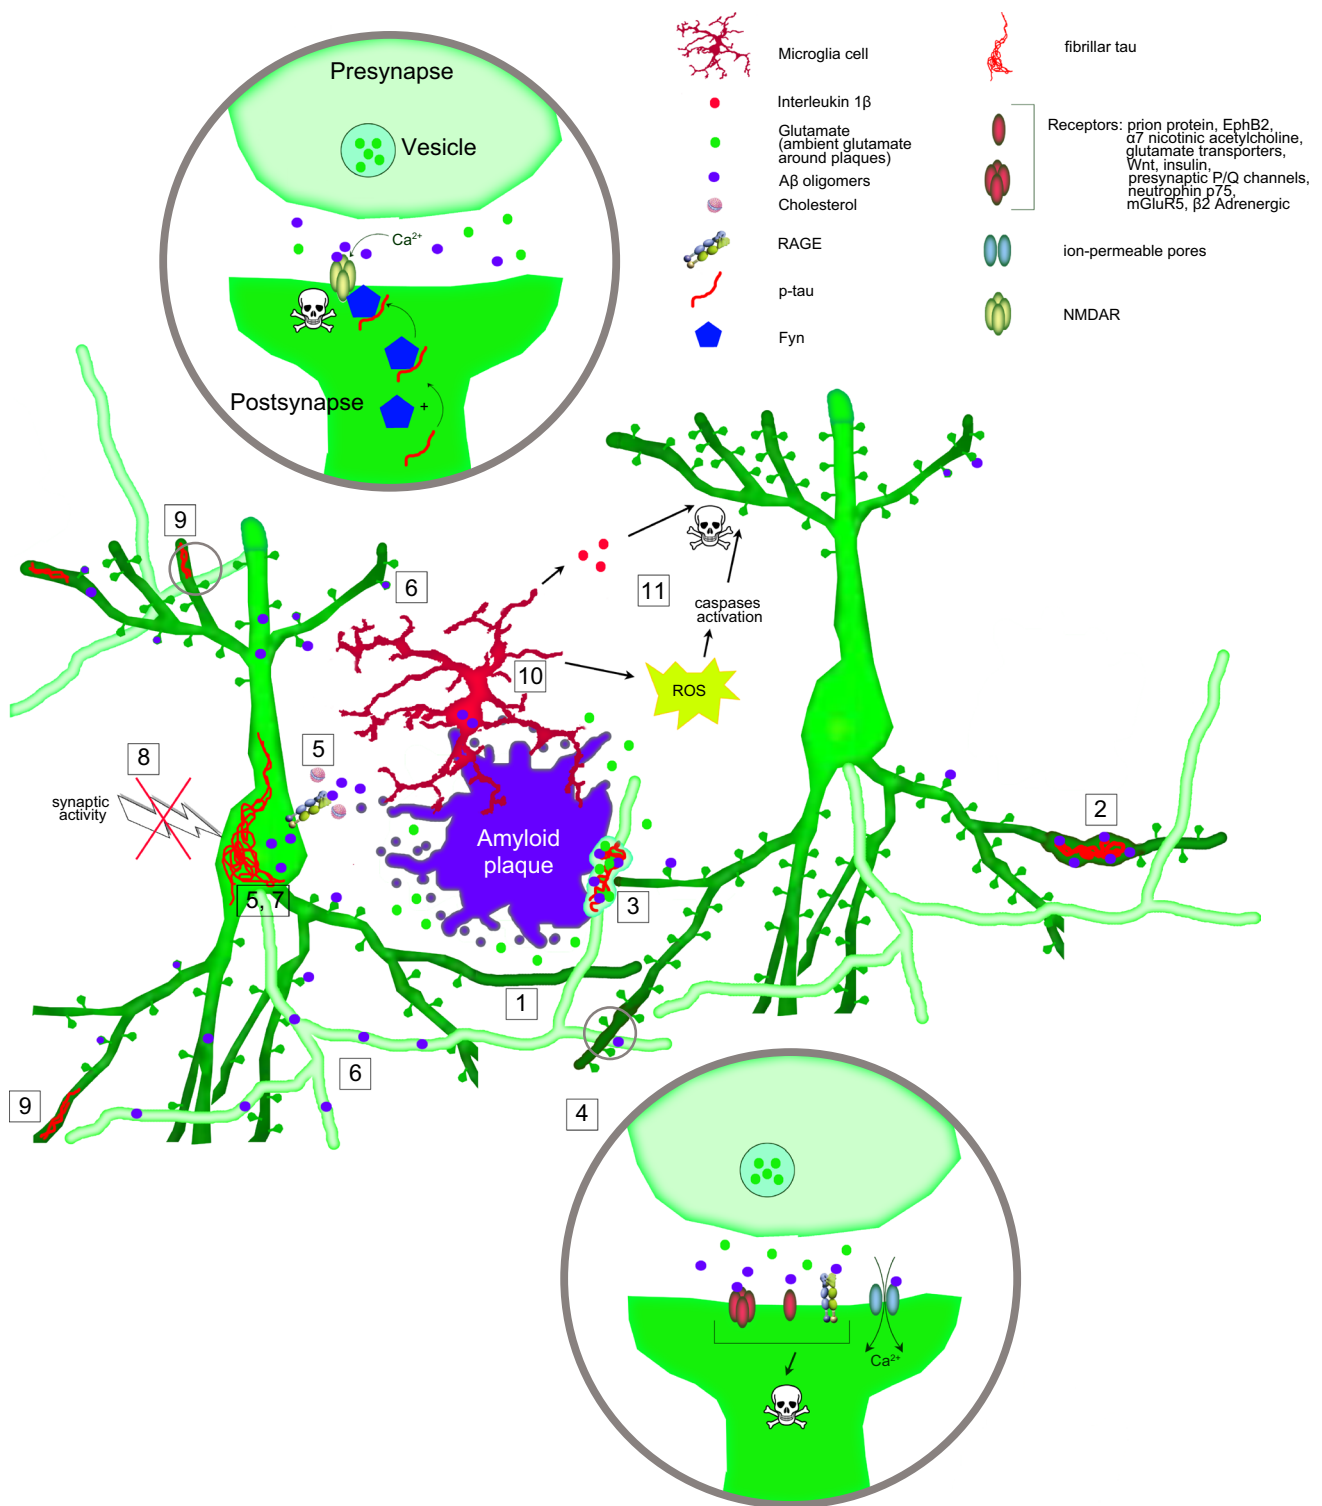 Presynapse
Vesicle
Ca²⁺
Postsynapse
Microglia cell
Interleukin 1β
Glutamate
(ambient glutamate
around plaques)
Aβ oligomers
Cholesterol
RAGE
p-tau
Fyn
fibrillar tau
Receptors: prion protein, EphB2,
α7 nicotinic acetylcholine,
glutamate transporters,
Wnt, insulin,
presynaptic P/Q channels,
neutrophin p75,
mGluR5, β2 Adrenergic
ion-permeable pores
NMDAR
+
9
6
11
caspases
activation
10
ROS
5
8
synaptic
activity
Amyloid
plaque
2
5, 7
3
1
6
9
4
Ca²⁺